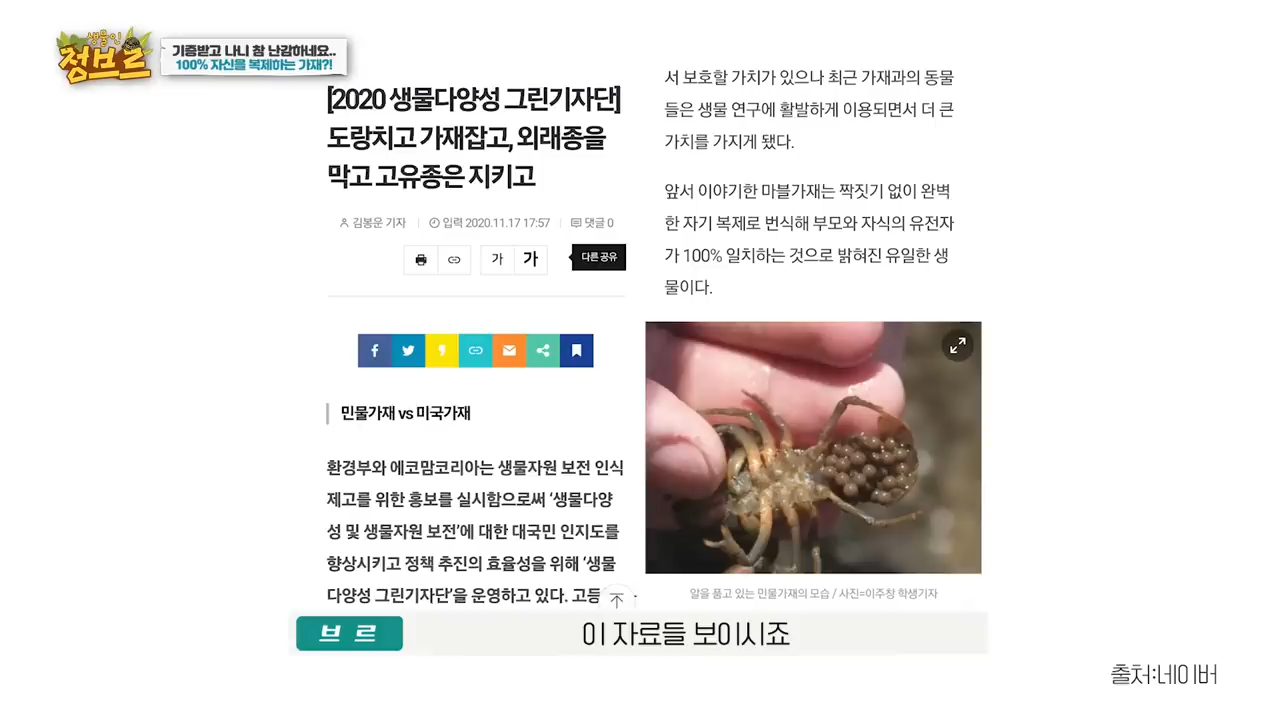 생물인
정브르
기증받고 나니 참 난감하네요..
100% 자신을 복제하는 가재?!
[2020 생물다양성 그린기자단]
도랑치고 가재잡고, 외래종을
막고 고유종은 지키고
김봉운 기자
입력 2020.11.17 17:57
댓글 0
가
가
다른 공유
민물가재 vs 미국가재
환경부와 에코맘코리아는 생물자원 보전 인식
제고를 위한 홍보를 실시함으로써 ‘생물다양
성 및 생물자원 보전’에 대한 대국민 인지도를
향상시키고 정책 추진의 효율성을 위해 ‘생물
다양성 그린기자단’을 운영하고 있다. 고등
서 보호할 가치가 있으나 최근 가재과의 동물
들은 생물 연구에 활발하게 이용되면서 더 큰
가치를 가지게 됐다.
앞서 이야기한 마블가재는 짝짓기 없이 완벽
한 자기 복제로 번식해 부모와 자식의 유전자
가 100% 일치하는 것으로 밝혀진 유일한 생
물이다.
알을 품고 있는 민물가재의 모습 / 사진=이주창 학생기자
브르
이 자료들 보이시죠
출처:네이버